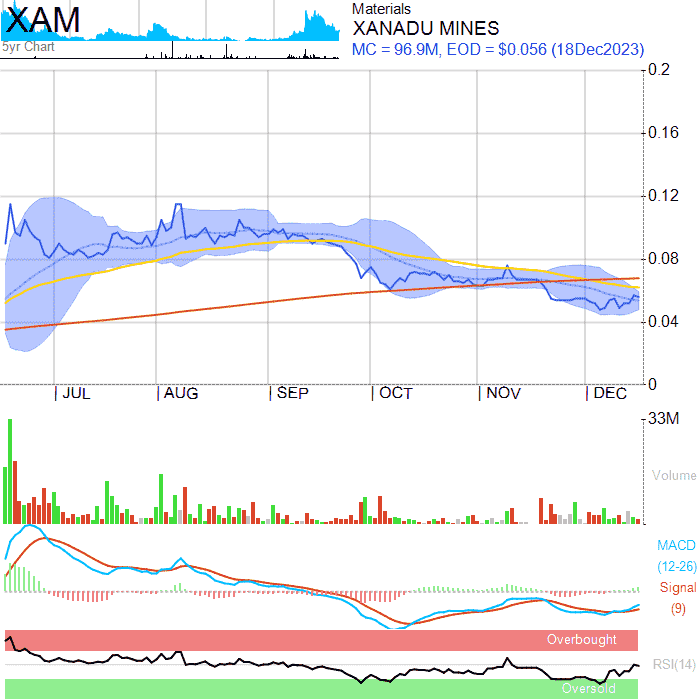 XAM
5yr Chart
Materials
XANADU MINES
MC = 96.9M, EOD = $0.056 (18Dec2023)
0.2
0.16
0.12
0.08
0.04
0
JUL AUG SEP OCT NOV DEC
33M
Volume
MACD
(12-26)
Signal
(9)
Overbought
RSI(14)
Oversold